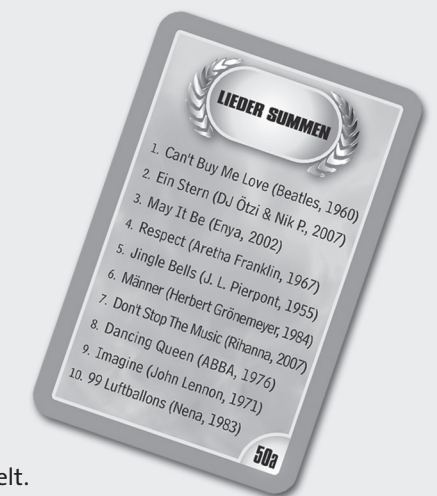 LIEDER SUMMEN
1. Can't Buy Me Love (Beatles, 1960)
2. Ein Stern (DJ Ötzi & Nik P., 2007)
3. May It Be (Enya, 2002)
4. Respect (Aretha Franklin, 1967)
5. Jingle Bells (J. L. Pierpont, 1955)
6. Männer (Herbert Grönemeyer, 1984)
7. Don't Stop The Music (Rihanna, 2007)
8. Dancing Queen (ABBA, 1976)
9. Imagine (John Lennon, 1971)
10. 99 Luftballons (Nena, 1983)
50a
elt.